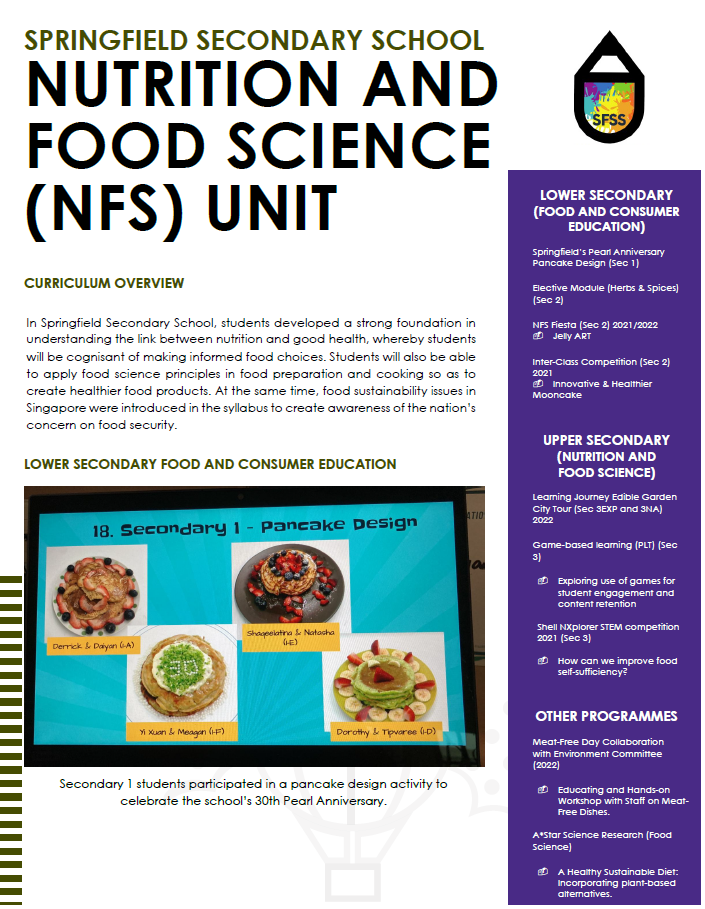 SPRINGFIELD SECONDARY SCHOOL
NUTRITION AND
FOOD SCIENCE
(NFS) UNIT
SFSS
CURRICULUM OVERVIEW
In Springfield Secondary School, students developed a strong foundation in
understanding the link between nutrition and good health, whereby students
will be cognisant of making informed food choices. Students will also be able
to apply food science principles in food preparation and cooking so as to
create healthier food products. At the same time, food sustainability issues in
Singapore were introduced in the syllabus to create awareness of the nation's
concern on food security.
LOWER SECONDARY FOOD AND CONSUMER EDUCATION
18. Secondary 1 - Pancake Design
Derrick & Daiyan (1-A)
Shaqeelatina & Natasha
(1-E)
Yi Xuan & Meagan (1-F)
Dorothy & Tipvaree (1-D)
Secondary 1 students participated in a pancake design activity to
celebrate the school's 30th Pearl Anniversary.
LOWER SECONDARY
(FOOD AND CONSUMER
EDUCATION)
Springfield's Pearl Anniversary
Pancake Design (Sec 1)
Elective Module (Herbs & Spices)
(Sec 2)
NFS Fiesta (Sec 2) 2021/2022
Jelly ART
Inter-Class Competition (Sec 2)
2021
Innovative & Healthier
Mooncake
UPPER SECONDARY
(NUTRITION AND
FOOD SCIENCE)
Learning Journey Edible Garden
City Tour (Sec 3EXP and 3NA)
2022
Game-based learning (PLT) (Sec
3)
Exploring use of games for
student engagement and
content retention
Shell NXplorer STEM competition
2021 (Sec 3)
How can we improve food
self-sufficiency?
OTHER PROGRAMMES
Meat-Free Day Collaboration
with Environment Committee
(2022)
Educating and Hands-on
Workshop with Staff on Meat-
Free Dishes.
A*Star Science Research (Food
Science)
A Healthy Sustainable Diet:
Incorporating plant-based
alternatives.